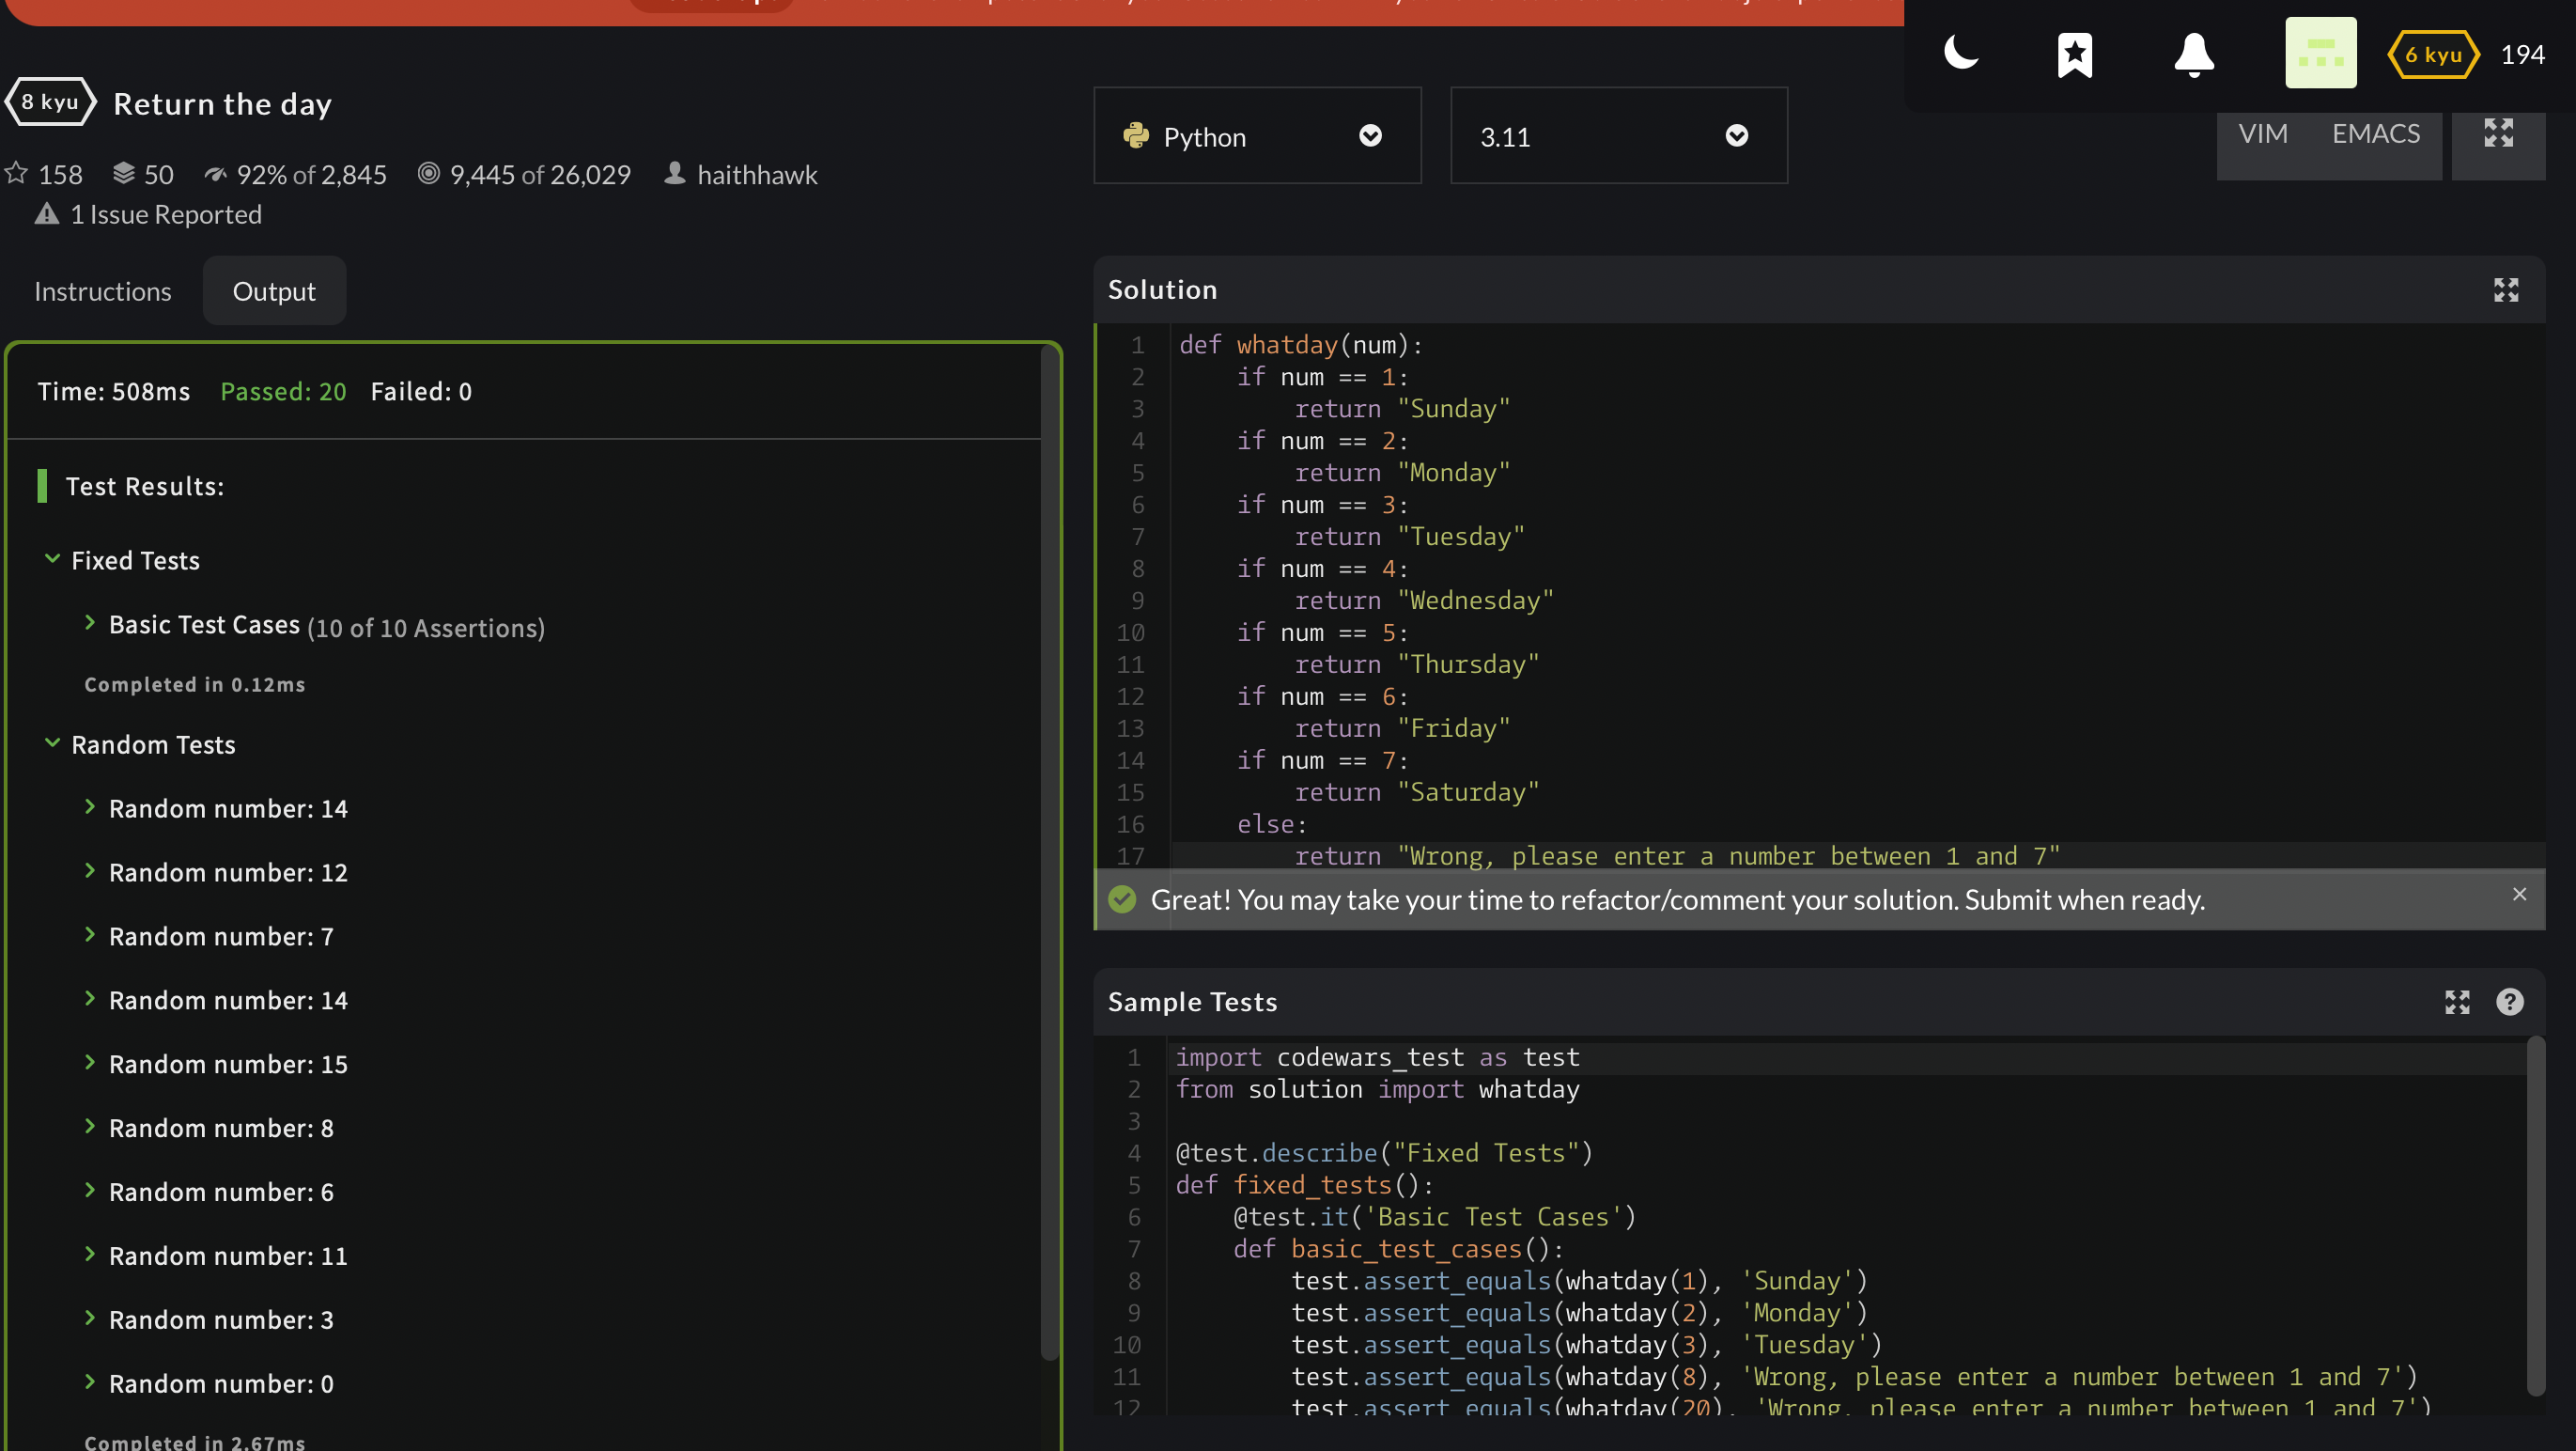 6 kyu 194
8 kyu Return the day
158 50 92% of 2,845 9,445 of 26,029 haithhawk
1 Issue Reported
Python 3.11 VIM EMACS
Instructions Output
Time: 508ms Passed: 20 Failed: 0
Test Results:
Fixed Tests
Basic Test Cases (10 of 10 Assertions)
Completed in 0.12ms
Random Tests
Random number: 14
Random number: 12
Random number: 7
Random number: 14
Random number: 15
Random number: 8
Random number: 6
Random number: 11
Random number: 3
Random number: 0
Completed in 2.67ms
Solution
1 def whatday(num):
2 if num == 1:
3 return "Sunday"
4 if num == 2:
5 return "Monday"
6 if num == 3:
7 return "Tuesday"
8 if num == 4:
9 return "Wednesday"
10 if num == 5:
11 return "Thursday"
12 if num == 6:
13 return "Friday"
14 if num == 7:
15 return "Saturday"
16 else:
17 return "Wrong, please enter a number between 1 and 7"
Great! You may take your time to refactor/comment your solution. Submit when ready.
Sample Tests
1 import codewars_test as test
2 from solution import whatday
3
4 @test.describe("Fixed Tests")
5 def fixed_tests():
6 @test.it('Basic Test Cases')
7 def basic_test_cases():
8 test.assert_equals(whatday(1), 'Sunday')
9 test.assert_equals(whatday(2), 'Monday')
10 test.assert_equals(whatday(3), 'Tuesday')
11 test.assert_equals(whatday(8), 'Wrong, please enter a number between 1 and 7')
12 test.assert_equals(whatday(20), 'Wrong, please enter a number between 1 and 7')